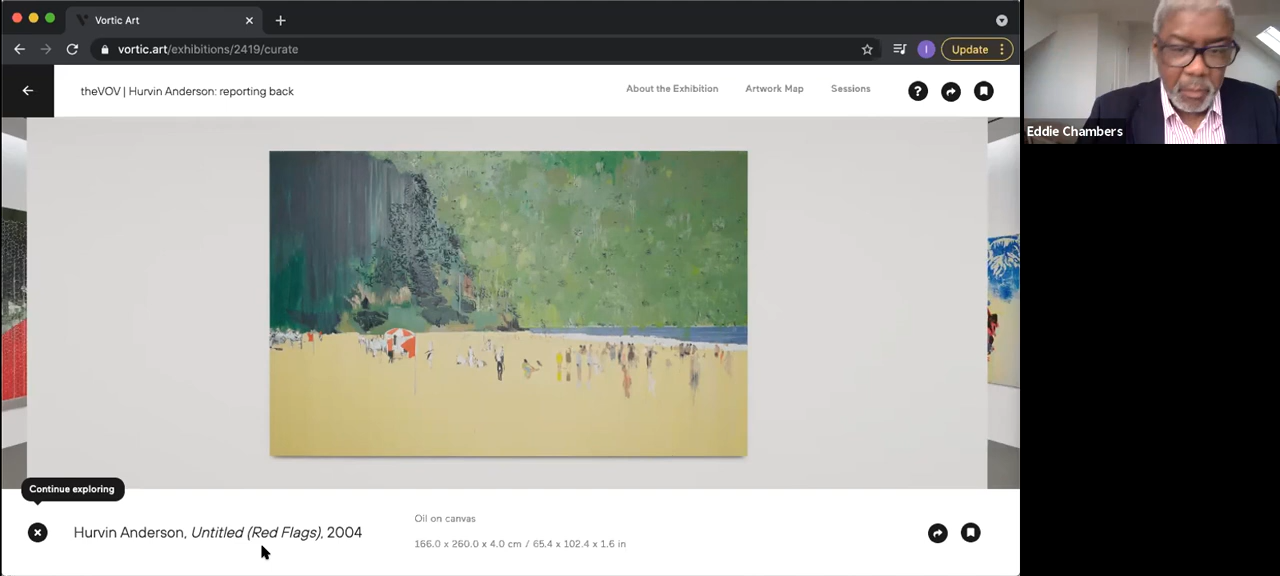 Vortic Art
vortic.art/exhibitions/2419/curate
I
Update
theVOV | Hurvin Anderson: reporting back
About the Exhibition
Artwork Map
Sessions
?
Eddie Chambers
Continue exploring
Hurvin Anderson, Untitled (Red Flags), 2004
Oil on canvas
166.0 x 260.0 x 4.0 cm / 65.4 x 102.4 x 1.6 in